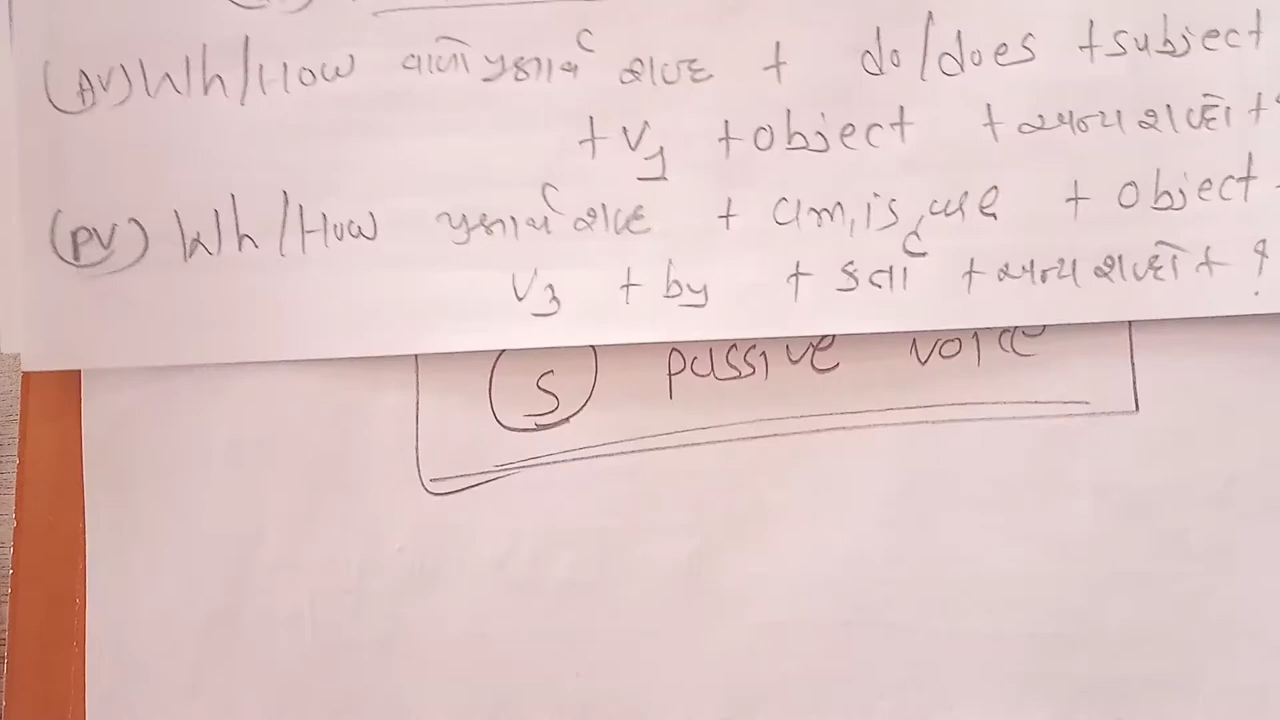 (AV) Wh/How વાળો પ્રશ્નાર્થ શબ્દ + do/does + subject
+ V1 + object + અન્ય શબ્દો + ?
(PV) Wh/How પ્રશ્નાર્થ શબ્દ + am, is, are + object +
V3 + by + કર્તા + અન્ય શબ્દો + ?
5 passive voice